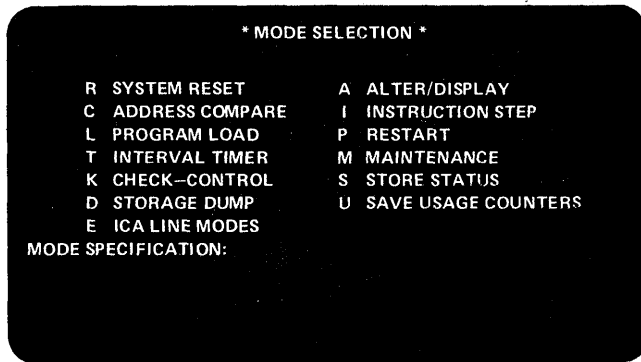 * MODE SELECTION *
R SYSTEM RESET A ALTER/DISPLAY
C ADDRESS COMPARE I INSTRUCTION STEP
L PROGRAM LOAD P RESTART
T INTERVAL TIMER M MAINTENANCE
K CHECK–CONTROL S STORE STATUS
D STORAGE DUMP U SAVE USAGE COUNTERS
E ICA LINE MODES
MODE SPECIFICATION: